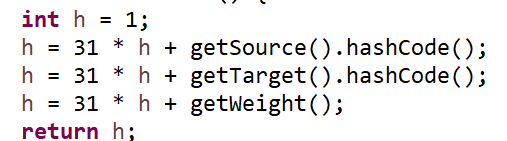 int h = 1;
h = 31 * h + getSource().hashCode();
h = 31 * h + getTarget().hashCode();
h = 31 * h + getWeight();
return h;